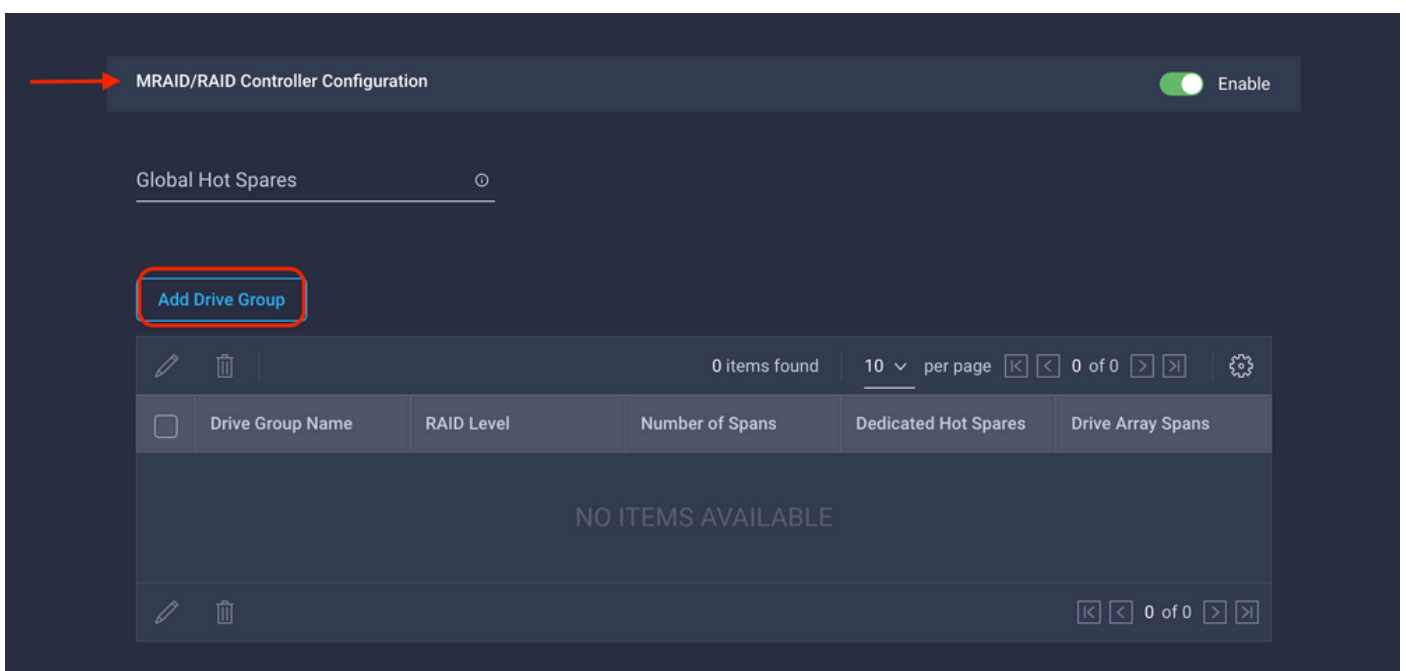 MRAID/RAID Controller Configuration Enable
Global Hot Spares
Add Drive Group
0 items found 10 per page 0 of 0
Drive Group Name RAID Level Number of Spans Dedicated Hot Spares Drive Array Spans
NO ITEMS AVAILABLE
0 of 0